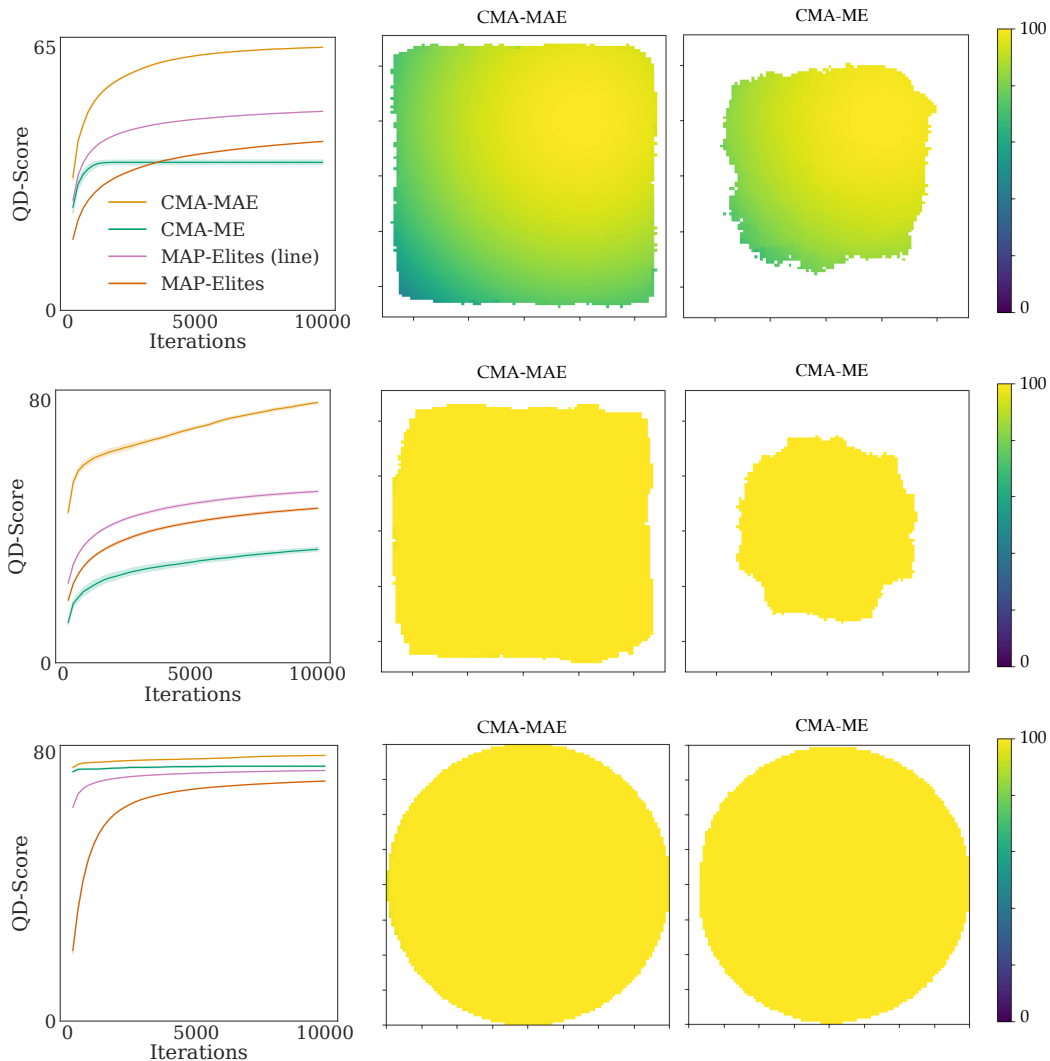 CMA-MAE
CMA-ME
65
QD-Score
CMA-MAE
CMA-ME
MAP-Elites (line)
MAP-Elites
0
0
5000
10000
Iterations
100
0
CMA-MAE
CMA-ME
80
QD-Score
0
0
5000
10000
Iterations
100
0
CMA-MAE
CMA-ME
80
QD-Score
0
0
5000
10000
Iterations
100
0